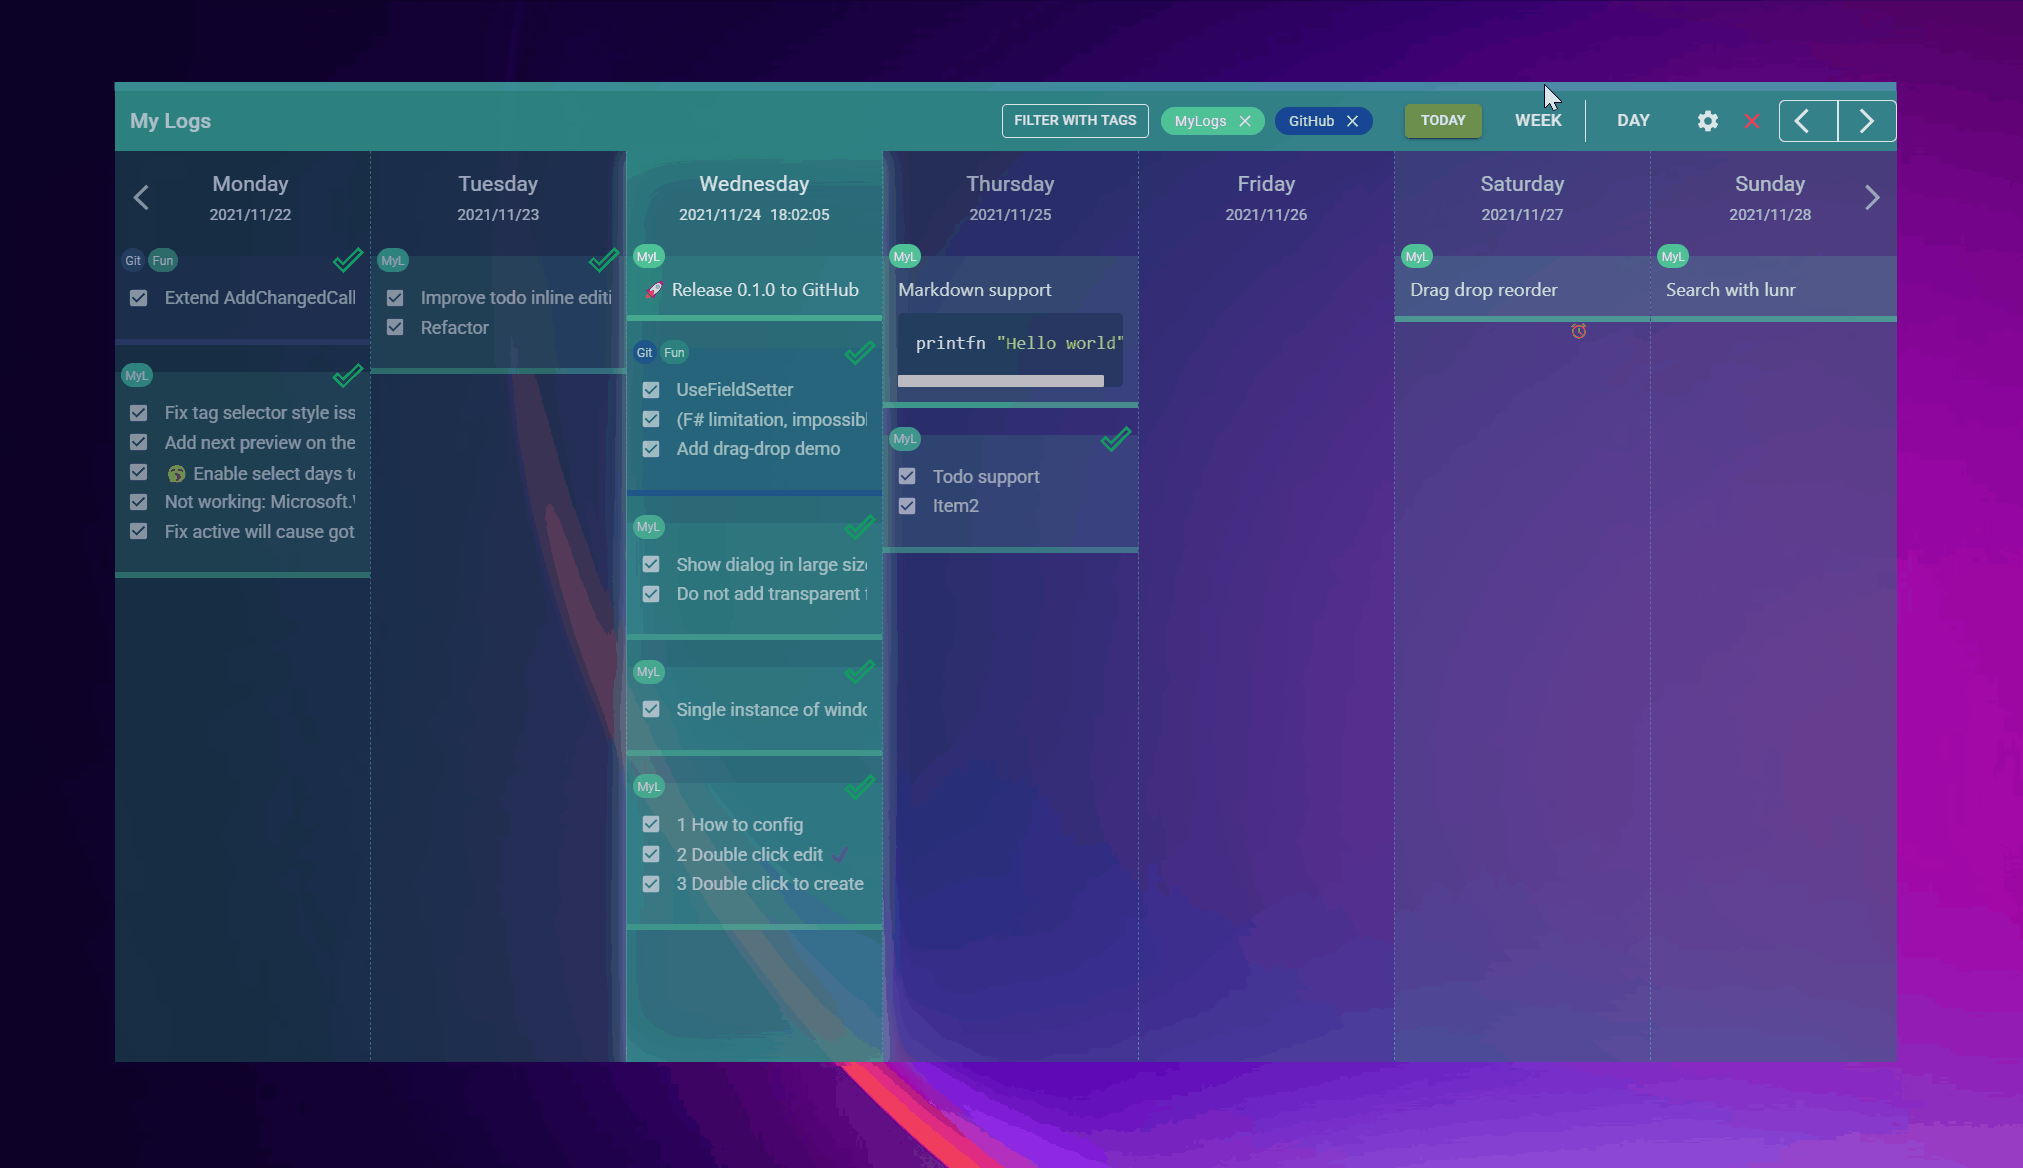 My Logs
FILTER WITH TAGS
MyLogs
GitHub
TODAY
WEEK
DAY
Monday
2021/11/22
Git Fun
Extend AddChangedCall
MyL
Fix tag selector style iss
Add next preview on the
Enable select days t
Not working: Microsoft.
Fix active will cause got
Tuesday
2021/11/23
MyL
Improve todo inline editi
Refactor
Wednesday
2021/11/24 18:02:05
MyL
🚀 Release 0.1.0 to GitHub
Git Fun
UseFieldSetter
(F# limitation, impossibl
Add drag-drop demo
MyL
Show dialog in large size
Do not add transparent
MyL
Single instance of windo
MyL
1 How to config
2 Double click edit
3 Double click to create
Thursday
2021/11/25
MyL
Markdown support
printfn "Hello world"
MyL
Todo support
Item2
Friday
2021/11/26
Saturday
2021/11/27
MyL
Drag drop reorder
Sunday
2021/11/28
MyL
Search with lunr